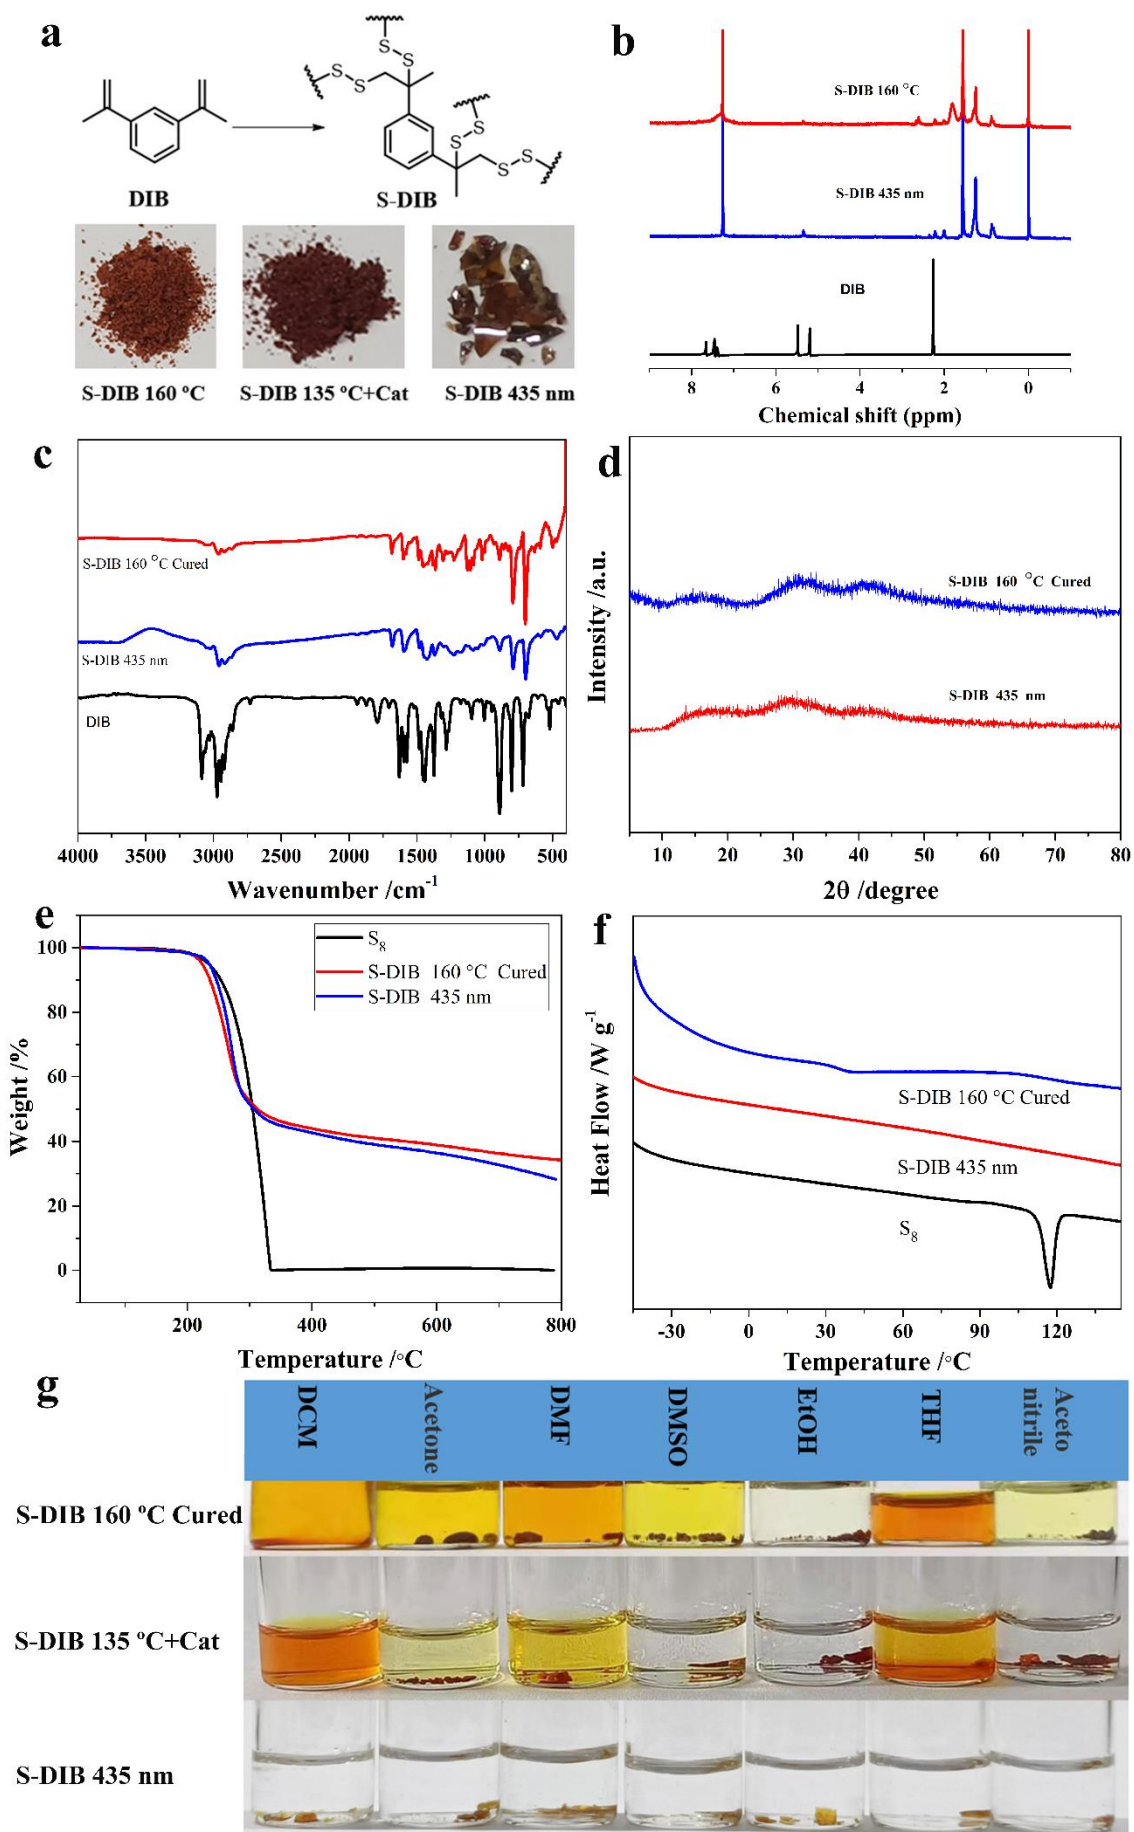 a
S
S
S
S
S
S
S
S
DIB
S-DIB
S-DIB 160 ºC
S-DIB 135 ºC+Cat
S-DIB 435 nm
b
S-DIB 160 °C
S-DIB 435 nm
DIB
8
6
4
2
0
Chemical shift (ppm)
c
S-DIB 160 °C Cured
S-DIB 435 nm
DIB
4000
3500
3000
2500
2000
1500
1000
500
Wavenumber /cm⁻¹
d
Intensity /a.u.
S-DIB 160 °C Cured
S-DIB 435 nm
10
20
30
40
50
60
70
80
2θ /degree
e
Weight /%
100
80
60
40
20
0
S₈
S-DIB 160 °C Cured
S-DIB 435 nm
200
400
600
800
Temperature /°C
f
Heat Flow /W g⁻¹
S-DIB 160 °C Cured
S-DIB 435 nm
S₈
-30
0
30
60
90
120
Temperature /°C
g
DCM
Acetone
DMF
DMSO
EtOH
THF
Aceto
nitrile
S-DIB 160 ºC Cured
S-DIB 135 ºC+Cat
S-DIB 435 nm